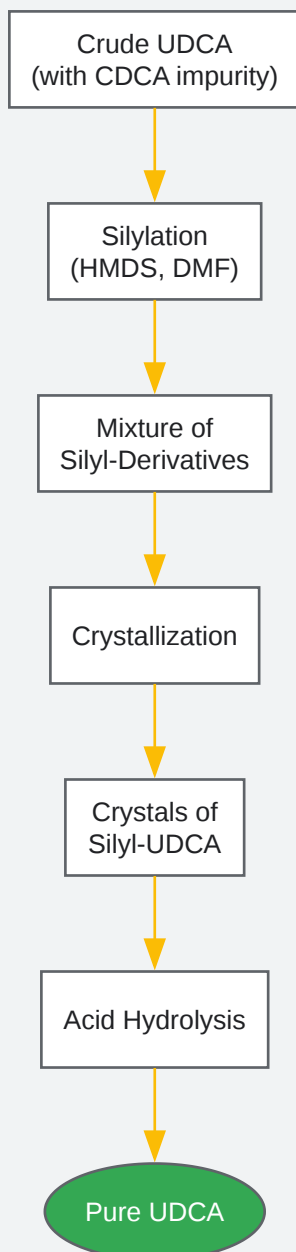 Crude UDCA
(with CDCA impurity)
Silylation
(HMDS, DMF)
Mixture of
Silyl-Derivatives
Crystallization
Crystals of
Silyl-UDCA
Acid Hydrolysis
Pure UDCA